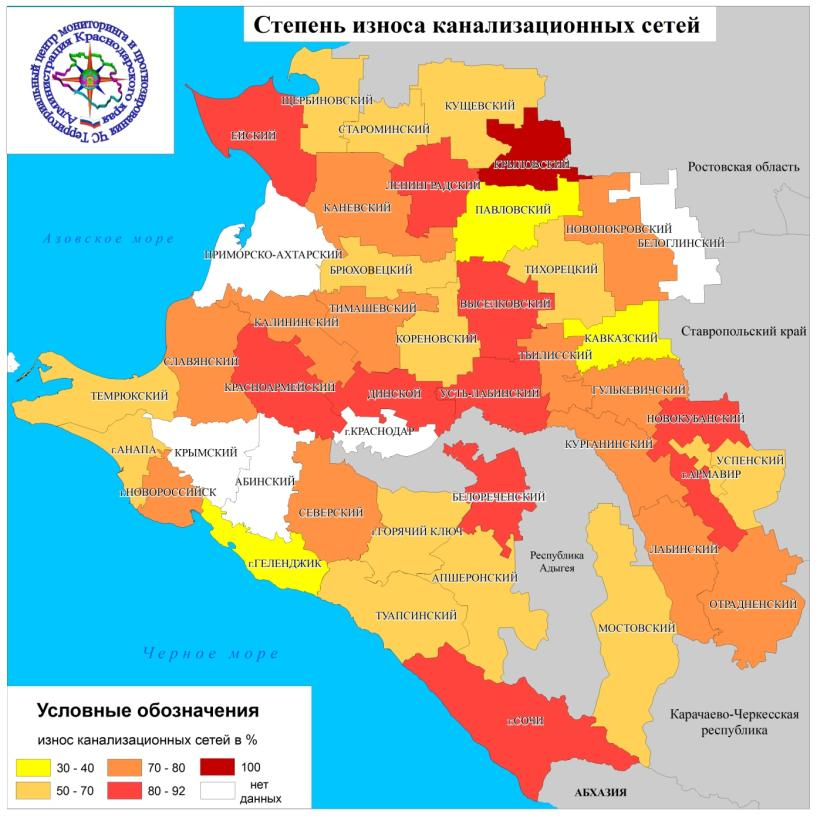 Степень износа канализационных сетей
Территориальный центр мониторинга и прогнозирования ЧС
Администрация Краснодарского края
ЩЕРБИНОВСКИЙ
КУЩЕВСКИЙ
ЕЙСКИЙ
СТАРОМИНСКИЙ
КРЫЛОВСКИЙ
Ростовская область
ЛЕНИНГРАДСКИЙ
КАНЕВСКИЙ
ПАВЛОВСКИЙ
НОВОПОКРОВСКИЙ
Азовское море
БЕЛОГЛИНСКИЙ
ПРИМОРСКО-АХТАРСКИЙ
БРЮХОВЕЦКИЙ
ТИХОРЕЦКИЙ
ВЫСЕЛКОВСКИЙ
ТИМАШЕВСКИЙ
КАЛИНИНСКИЙ
Ставропольский край
КОРЕНОВСКИЙ
КАВКАЗСКИЙ
ТБИЛИССКИЙ
СЛАВЯНСКИЙ
КРАСНОАРМЕЙСКИЙ
ДИНСКОЙ
УСТЬ-ЛАБИНСКИЙ
ГУЛЬКЕВИЧСКИЙ
ТЕМРЮКСКИЙ
НОВОКУБАНСКИЙ
г.КРАСНОДАР
КУРГАНИНСКИЙ
г.АНАПА
КРЫМСКИЙ
УСПЕНСКИЙ
г.АРМАВИР
АБИНСКИЙ
г.НОВОРОССИЙСК
БЕЛОРЕЧЕНСКИЙ
СЕВЕРСКИЙ
г.ГОРЯЧИЙ КЛЮЧ
ЛАБИНСКИЙ
Республика
Адыгея
г.ГЕЛЕНДЖИК
АПШЕРОНСКИЙ
ОТРАДНЕНСКИЙ
ТУАПСИНСКИЙ
МОСТОВСКИЙ
Черное море
Карачаево-Черкесская
республика
г.СОЧИ
АБХАЗИЯ
Условные обозначения
износ канализационных сетей в %
30 - 40 70 - 80 100
50 - 70 80 - 92 нет
данных